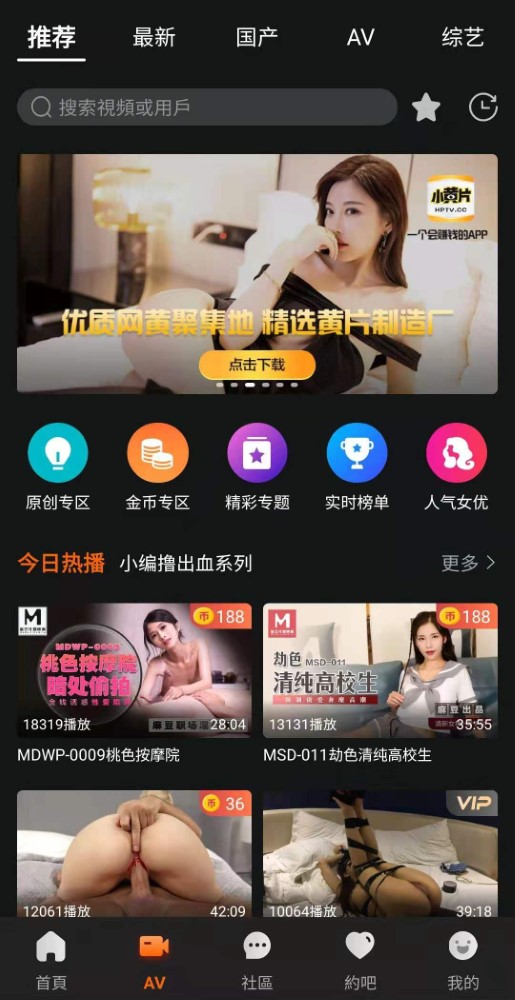 推荐
最新
国产
AV
综艺
搜索視頻或用戶
小黄片
HPTV.CC
一个会赚钱的APP
优质网黄聚集地 精选黄片制造厂
点击下载
原创专区
金币专区
精彩专题
实时榜单
人气女优
今日热播
小编撸出血系列
更多
M
币 188
MDWP-0009
桃色按摩院
暗处偷拍
18319播放
28:04
MDWP-0009桃色按摩院
M
币 188
劫色
MSD-011
清纯高校生
麻豆出品
13131播放
35:55
MSD-011劫色清纯高校生
币 36
12061播放
42:09
VIP
10064播放
39:18
首頁
AV
社區
約吧
我的